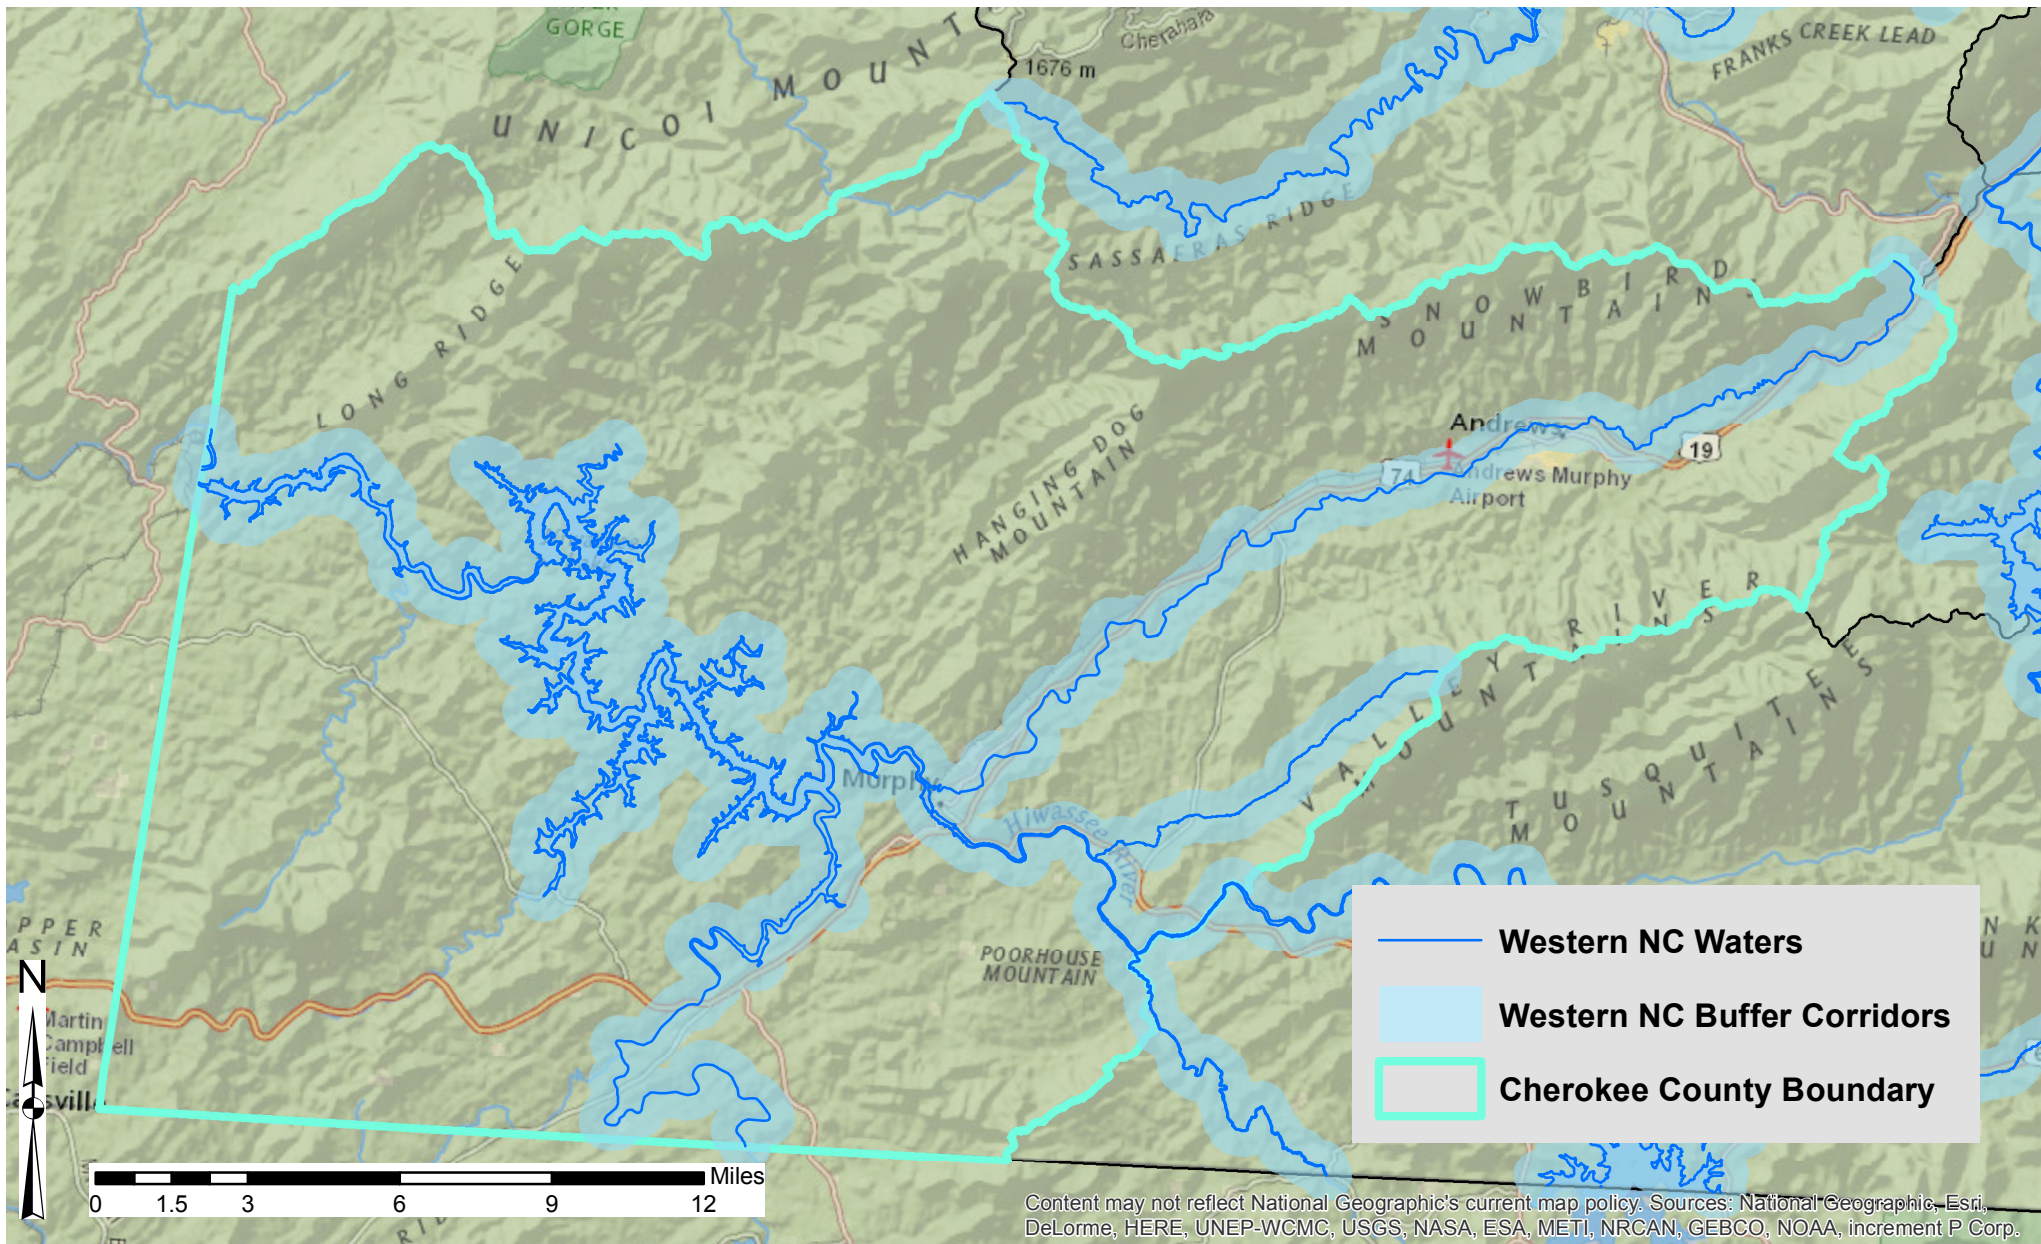 GORGE
UNICOI MOUNT
1676 m
Cheraḥala
FRANKS CREEK LEAD
SASSAFRAS RIDGE
LONG RIDGE
SNOWBIRD
MOUNTAINS
HANGING DOG
MOUNTAIN
Andrews
19
74
Andrews Murphy
Airport
VALLEY RIVER
MOUNTAINS
TUSQUITEE
MOUNTAINS
Murphy
Hiwassee River
POORHOUSE
MOUNTAIN
PPER
ASIN
N
Martin
Campbell
Field
Western NC Waters
Western NC Buffer Corridors
Cherokee County Boundary
Miles
0 1.5 3 6 9 12
Content may not reflect National Geographic's current map policy. Sources: National Geographic, Esri,
DeLorme, HERE, UNEP-WCMC, USGS, NASA, ESA, METI, NRCAN, GEBCO, NOAA, increment P Corp.